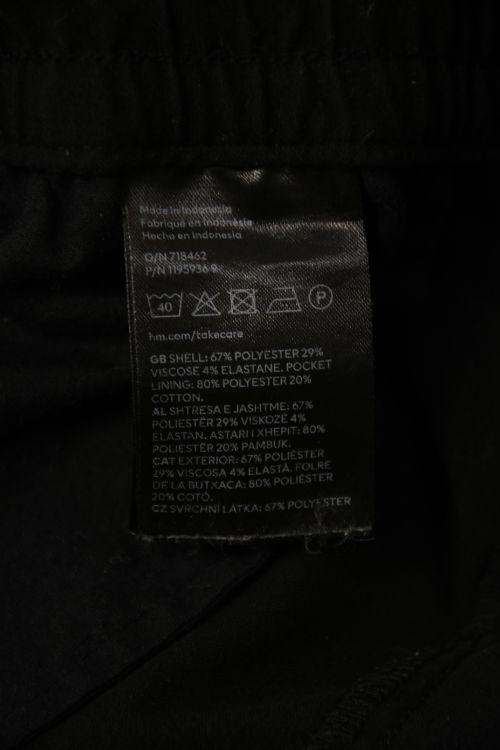 Made in Indonesia
Fabriqué en Indonésie
Hecho en Indonesia
O/N 718462
P/N 1195936 9
40
P
hm.com/takecare
GB SHELL: 67% POLYESTER 29%
VISCOSE 4% ELASTANE. POCKET
LINING: 80% POLYESTER 20%
COTTON.
AL SHTRESA E JASHTME: 67%
POLIESTËR 29% VISKOZË 4%
ELASTAN. ASTARI I XHEPIT: 80%
POLIESTËR 20% PAMBUK.
CAT EXTERIOR: 67% POLIÈSTER
29% VISCOSA 4% ELASTÀ. FOLRE
DE LA BUTXACA: 80% POLIÈSTER
20% COTÓ.
CZ SVRCHNÍ LÁTKA: 67% POLYESTER